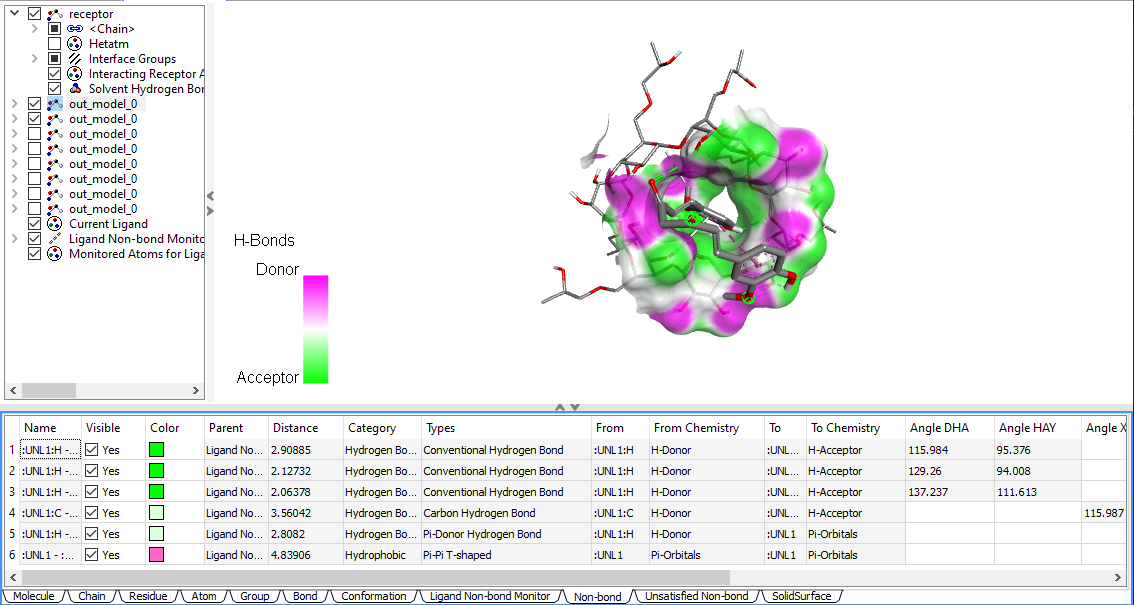 receptor
<Chain>
Hetatm
Interface Groups
Interacting Receptor A
Solvent Hydrogen Bor
out_model_0
out_model_0
out_model_0
out_model_0
out_model_0
out_model_0
out_model_0
out_model_0
Current Ligand
Ligand Non-bond Monito
Monitored Atoms for Liga
H-Bonds
Donor
Acceptor
Name Visible Color Parent Distance Category Types From From Chemistry To To Chemistry Angle DHA Angle HAY Angle X
1 :UNL1:H -... Yes Ligand No... 2.90885 Hydrogen Bo... Conventional Hydrogen Bond :UNL1:H H-Donor :UNL... H-Acceptor 115.984 95.376
2 :UNL1:H -... Yes Ligand No... 2.12732 Hydrogen Bo... Conventional Hydrogen Bond :UNL1:H H-Donor :UNL... H-Acceptor 129.26 94.008
3 :UNL1:H -... Yes Ligand No... 2.06378 Hydrogen Bo... Conventional Hydrogen Bond :UNL1:H H-Donor :UNL... H-Acceptor 137.237 111.613
4 :UNL1:C -... Yes Ligand No... 3.56042 Hydrogen Bo... Carbon Hydrogen Bond :UNL1:C H-Donor :UNL... H-Acceptor 115.987
5 :UNL1:H -... Yes Ligand No... 2.8082 Hydrogen Bo... Pi-Donor Hydrogen Bond :UNL1:H H-Donor :UNL1 Pi-Orbitals
6 :UNL1 - :... Yes Ligand No... 4.83906 Hydrophobic Pi-Pi T-shaped :UNL1 Pi-Orbitals :UNL1 Pi-Orbitals
Molecule Chain Residue Atom Group Bond Conformation Ligand Non-bond Monitor Non-bond Unsatisfied Non-bond SolidSurface